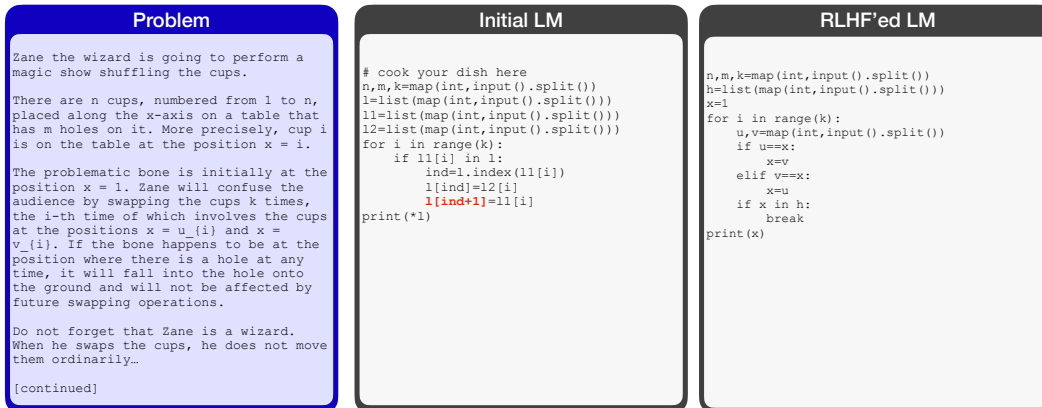 Problem
Zane the wizard is going to perform a
magic show shuffling the cups.
There are n cups, numbered from 1 to n,
placed along the x-axis on a table that
has m holes on it. More precisely, cup i
is on the table at the position x = i.
The problematic bone is initially at the
position x = 1. Zane will confuse the
audience by swapping the cups k times,
the i-th time of which involves the cups
at the positions x = u_{i} and x =
v_{i}. If the bone happens to be at the
position where there is a hole at any
time, it will fall into the hole onto
the ground and will not be affected by
future swapping operations.
Do not forget that Zane is a wizard.
When he swaps the cups, he does not move
them ordinarily…
[continued]
Initial LM
# cook your dish here
n,m,k=map(int,input().split())
l=list(map(int,input().split()))
l1=list(map(int,input().split()))
l2=list(map(int,input().split()))
for i in range(k):
    if l1[i] in l:
        ind=l.index(l1[i])
        l[ind]=l2[i]
        l[ind+1]=l1[i]
print(*l)
RLHF'ed LM
n,m,k=map(int,input().split())
h=list(map(int,input().split()))
x=1
for i in range(k):
    u,v=map(int,input().split())
    if u==x:
        x=v
    elif v==x:
        x=u
    if x in h:
        break
print(x)